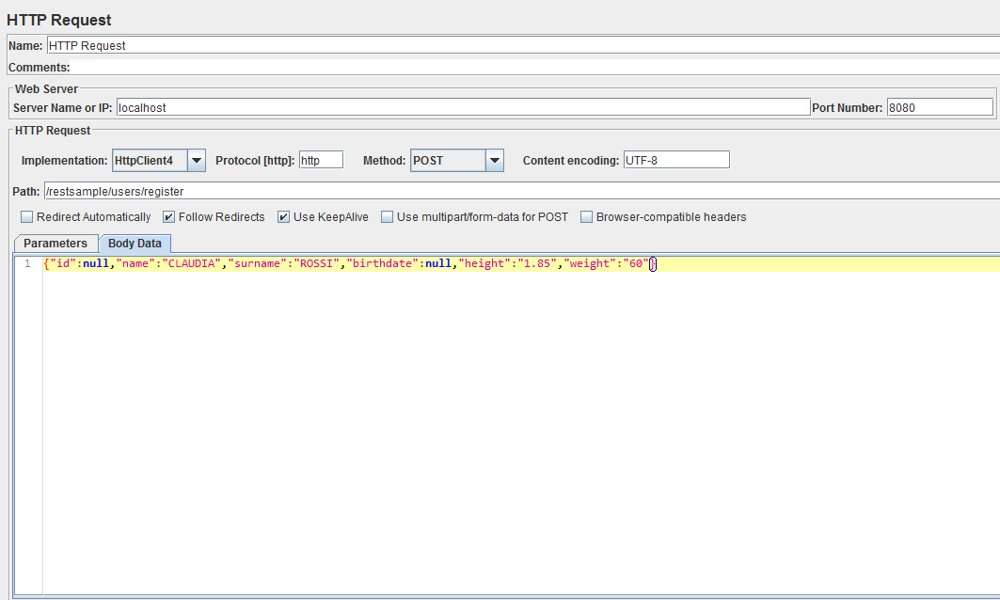 HTTP Request
Name: HTTP Request
Comments:
Web Server
Server Name or IP: localhost Port Number: 8080
HTTP Request
Implementation: HttpClient4 Protocol [http]: http Method: POST Content encoding: UTF-8
Path: /restsample/users/register
Redirect Automatically Follow Redirects Use KeepAlive Use multipart/form-data for POST Browser-compatible headers
Parameters Body Data
1 {"id":null,"name":"CLAUDIA","surname":"ROSSI","birthdate":null,"height":"1.85","weight":"60"}